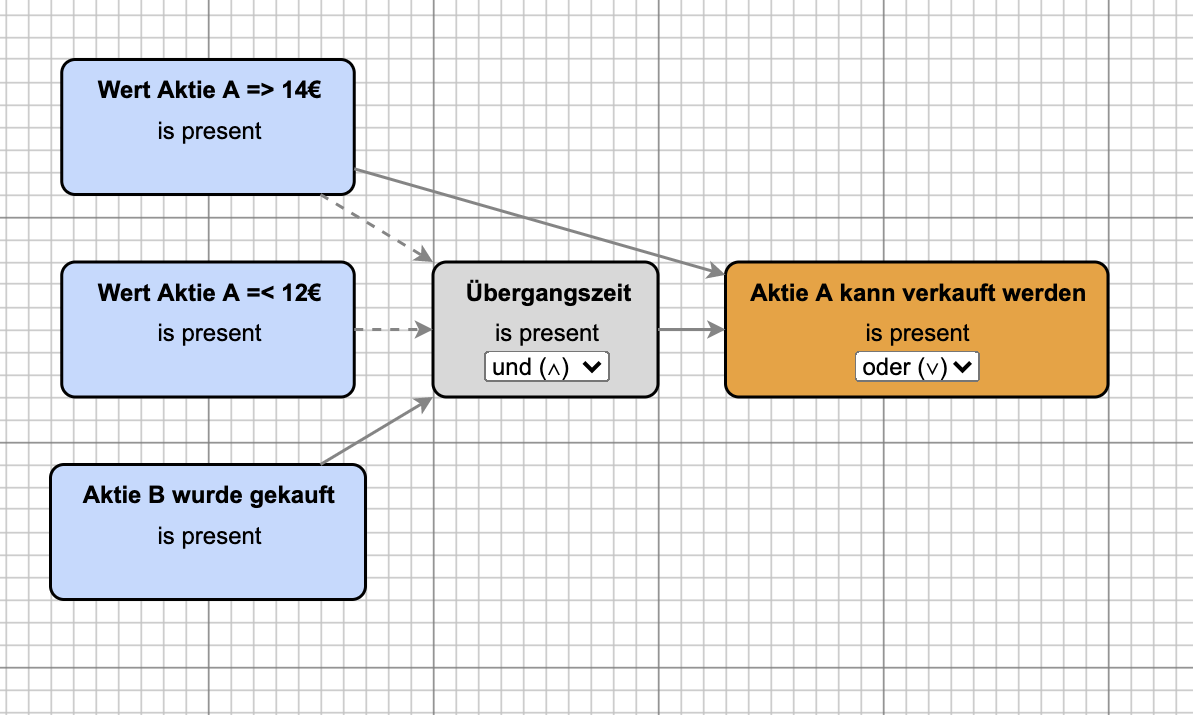 Wert Aktie A => 14€
is present
Wert Aktie A =< 12€
is present
Übergangszeit
is present
und (∧)
Aktie A kann verkauft werden
is present
oder (∨)
Aktie B wurde gekauft
is present